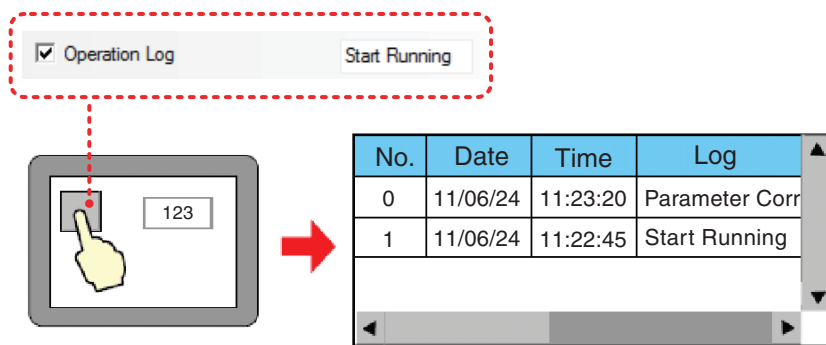 Operation Log Start Running
123
No. Date Time Log
0 11/06/24 11:23:20 Parameter Corr
1 11/06/24 11:22:45 Start Running